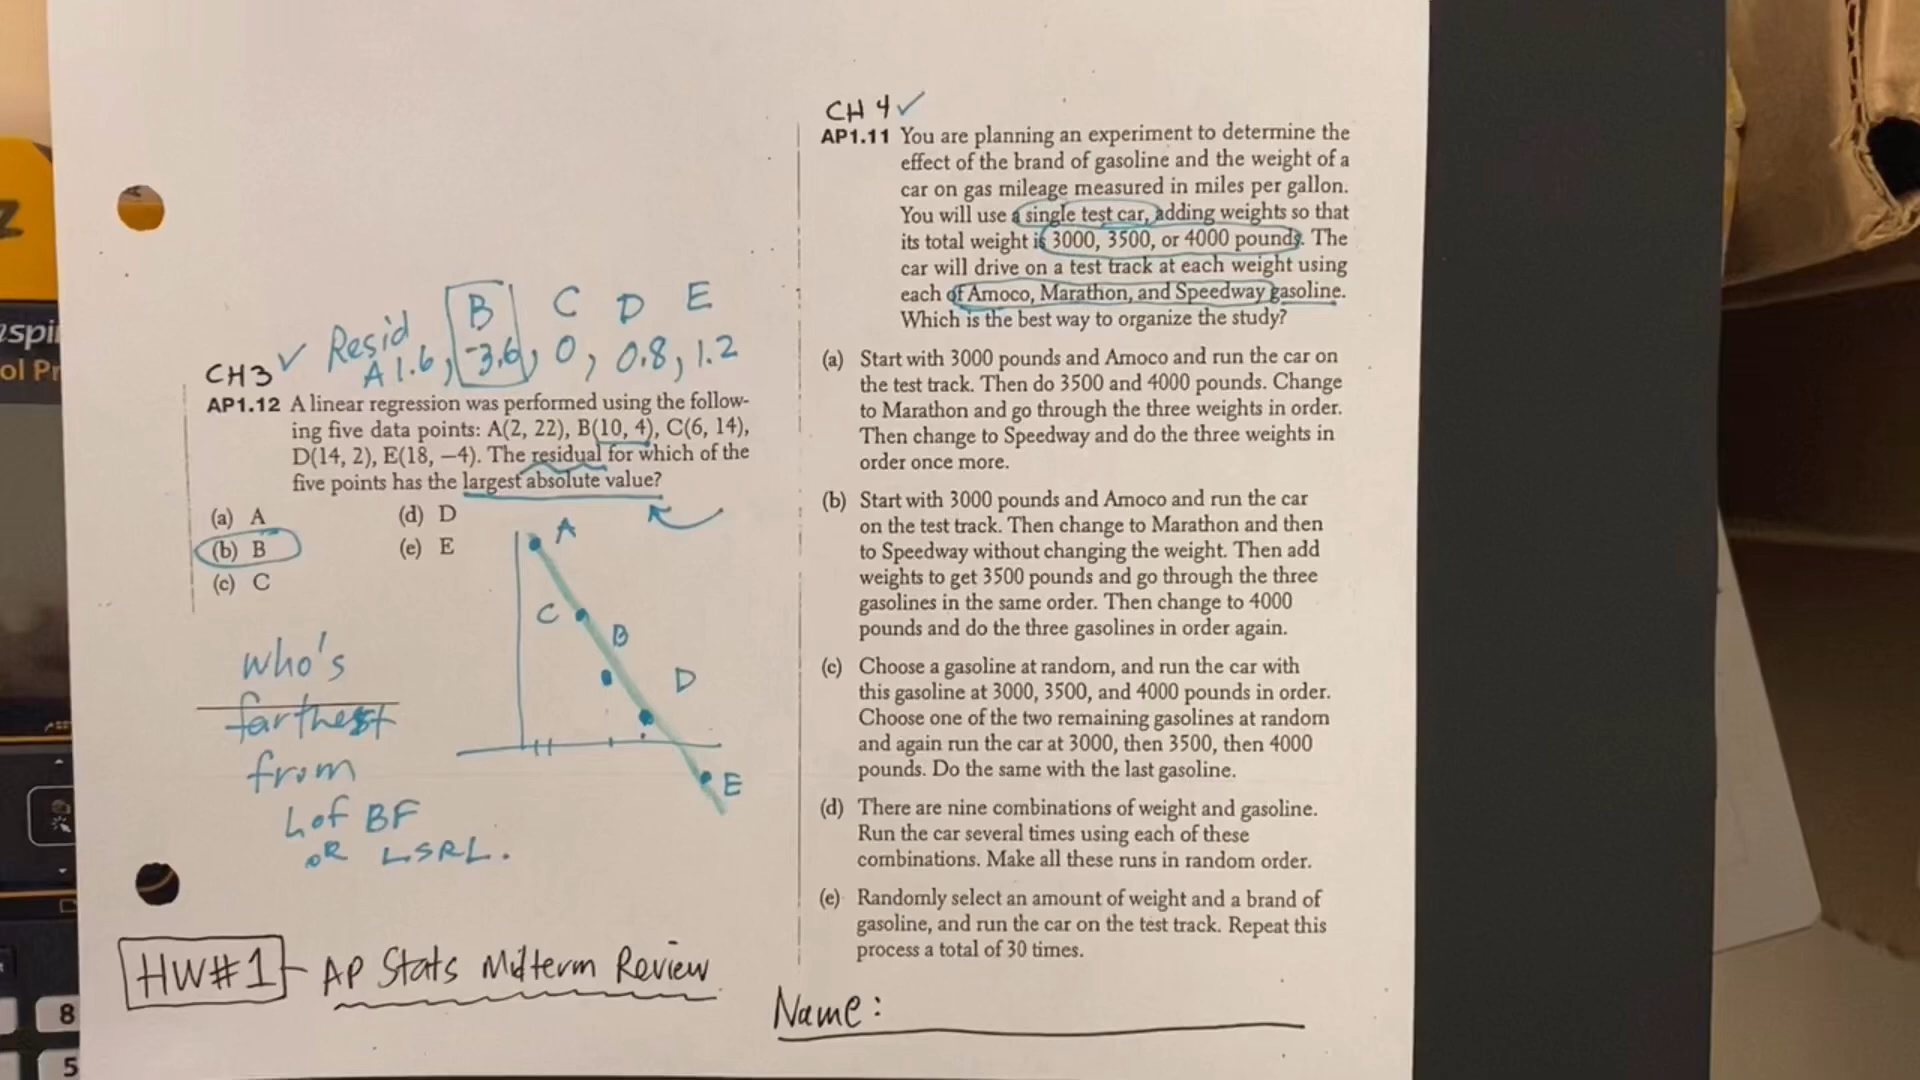 CH3 ✓ Resid B C D E
A 1.6, -3.6, 0, 0.8, 1.2
AP1.12 A linear regression was performed using the follow-
ing five data points: A(2, 22), B(10, 4), C(6, 14),
D(14, 2), E(18, −4). The residual for which of the
five points has the largest absolute value?
(a) A
(b) B
(c) C
(d) D
(e) E
A
C
B
D
E
who's
farthest
from
L of BF
OR LSRL.
HW#1 - AP Stats Midterm Review
CH 4 ✓
AP1.11 You are planning an experiment to determine the
effect of the brand of gasoline and the weight of a
car on gas mileage measured in miles per gallon.
You will use a single test car, adding weights so that
its total weight is 3000, 3500, or 4000 pounds. The
car will drive on a test track at each weight using
each of Amoco, Marathon, and Speedway gasoline.
Which is the best way to organize the study?
(a) Start with 3000 pounds and Amoco and run the car on
the test track. Then do 3500 and 4000 pounds. Change
to Marathon and go through the three weights in order.
Then change to Speedway and do the three weights in
order once more.
(b) Start with 3000 pounds and Amoco and run the car
on the test track. Then change to Marathon and then
to Speedway without changing the weight. Then add
weights to get 3500 pounds and go through the three
gasolines in the same order. Then change to 4000
pounds and do the three gasolines in order again.
(c) Choose a gasoline at random, and run the car with
this gasoline at 3000, 3500, and 4000 pounds in order.
Choose one of the two remaining gasolines at random
and again run the car at 3000, then 3500, then 4000
pounds. Do the same with the last gasoline.
(d) There are nine combinations of weight and gasoline.
Run the car several times using each of these
combinations. Make all these runs in random order.
(e) Randomly select an amount of weight and a brand of
gasoline, and run the car on the test track. Repeat this
process a total of 30 times.
Name:
8
5